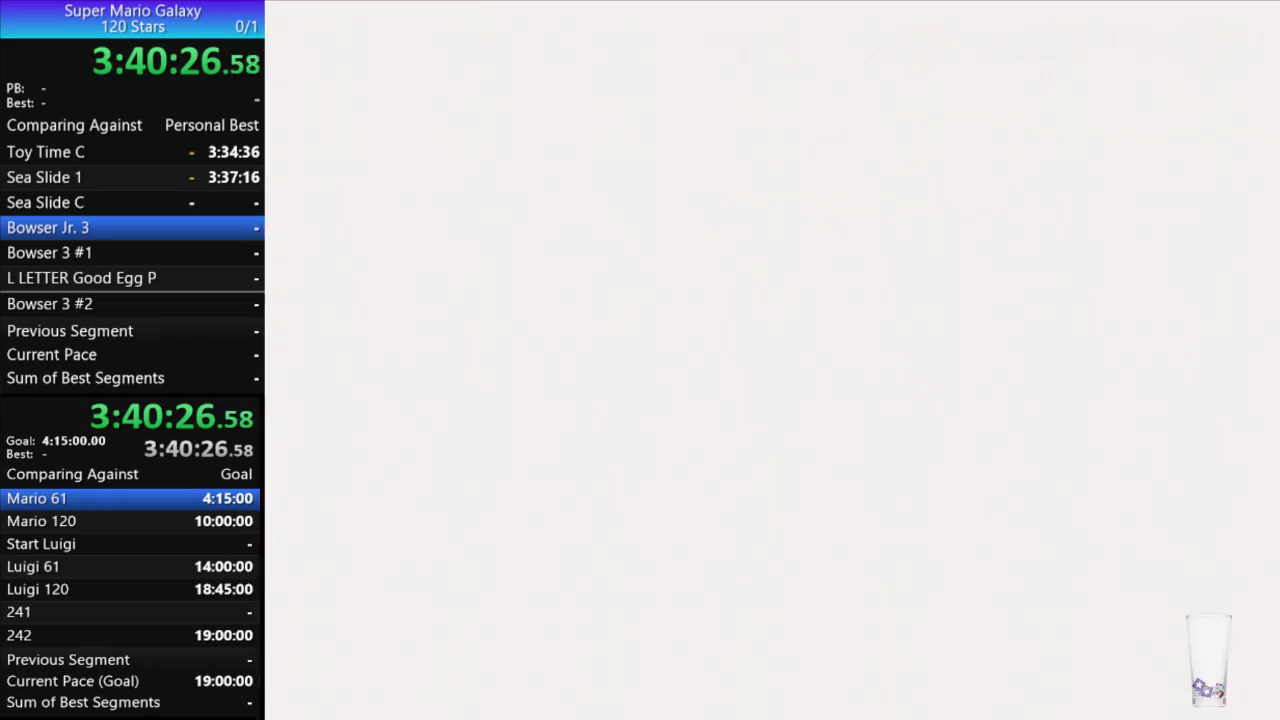 Super Mario Galaxy
120 Stars 0/1
3:40:26.58
PB: -
Best: - -
Comparing Against Personal Best
Toy Time C - 3:34:36
Sea Slide 1 - 3:37:16
Sea Slide C - -
Bowser Jr. 3 -
Bowser 3 #1 -
L LETTER Good Egg P -
Bowser 3 #2 -
Previous Segment -
Current Pace -
Sum of Best Segments -
3:40:26.58
Goal: 4:15:00.00 3:40:26.58
Best: -
Comparing Against Goal
Mario 61 4:15:00
Mario 120 10:00:00
Start Luigi -
Luigi 61 14:00:00
Luigi 120 18:45:00
241 -
242 19:00:00
Previous Segment -
Current Pace (Goal) 19:00:00
Sum of Best Segments -